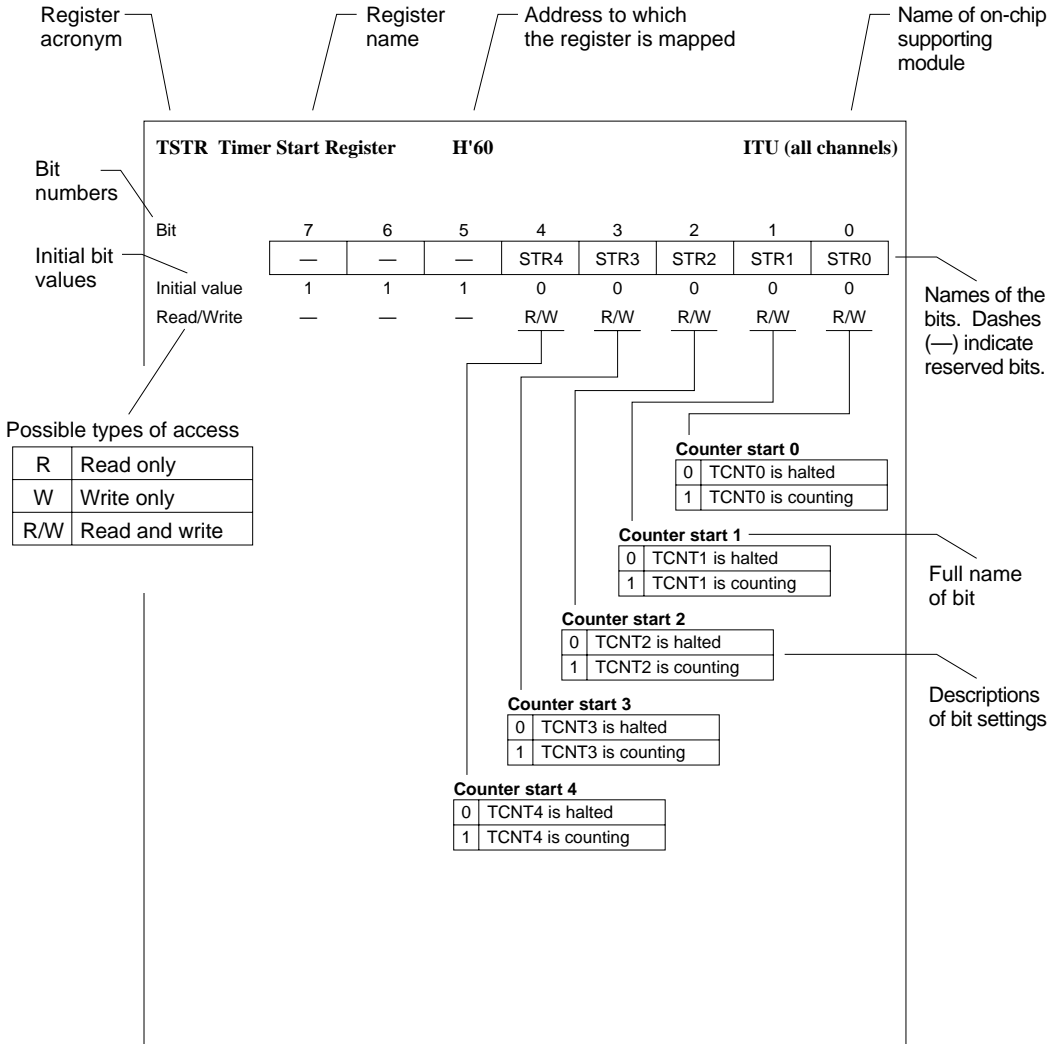 Register
acronym
Register
name
Address to which
the register is mapped
Name of on-chip
supporting
module
TSTR Timer Start Register H'60 ITU (all channels)
Bit
numbers
Bit 7 6 5 4 3 2 1 0
— — — STR4 STR3 STR2 STR1 STR0
Initial bit
values
Initial value 1 1 1 0 0 0 0 0
Read/Write — — — R/W R/W R/W R/W R/W
Names of the
bits. Dashes
(—) indicate
reserved bits.
Possible types of access
R Read only
W Write only
R/W Read and write
Counter start 0
0 TCNT0 is halted
1 TCNT0 is counting
Counter start 1
0 TCNT1 is halted
1 TCNT1 is counting
Full name
of bit
Counter start 2
0 TCNT2 is halted
1 TCNT2 is counting
Descriptions
of bit settings
Counter start 3
0 TCNT3 is halted
1 TCNT3 is counting
Counter start 4
0 TCNT4 is halted
1 TCNT4 is counting